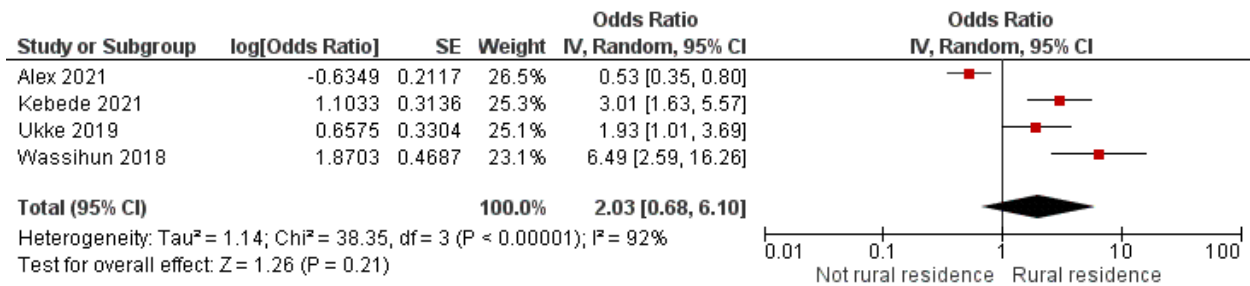 Odds Ratio Odds Ratio
Study or Subgroup log[Odds Ratio] SE Weight IV, Random, 95% CI IV, Random, 95% CI
Alex 2021 -0.6349 0.2117 26.5% 0.53 [0.35, 0.80]
Kebede 2021 1.1033 0.3136 25.3% 3.01 [1.63, 5.57]
Ukke 2019 0.6575 0.3304 25.1% 1.93 [1.01, 3.69]
Wassihun 2018 1.8703 0.4687 23.1% 6.49 [2.59, 16.26]
Total (95% CI) 100.0% 2.03 [0.68, 6.10]
Heterogeneity: Tau² = 1.14; Chi² = 38.35, df = 3 (P < 0.00001); I² = 92%
Test for overall effect: Z = 1.26 (P = 0.21)
0.01 0.1 1 10 100
Not rural residence Rural residence